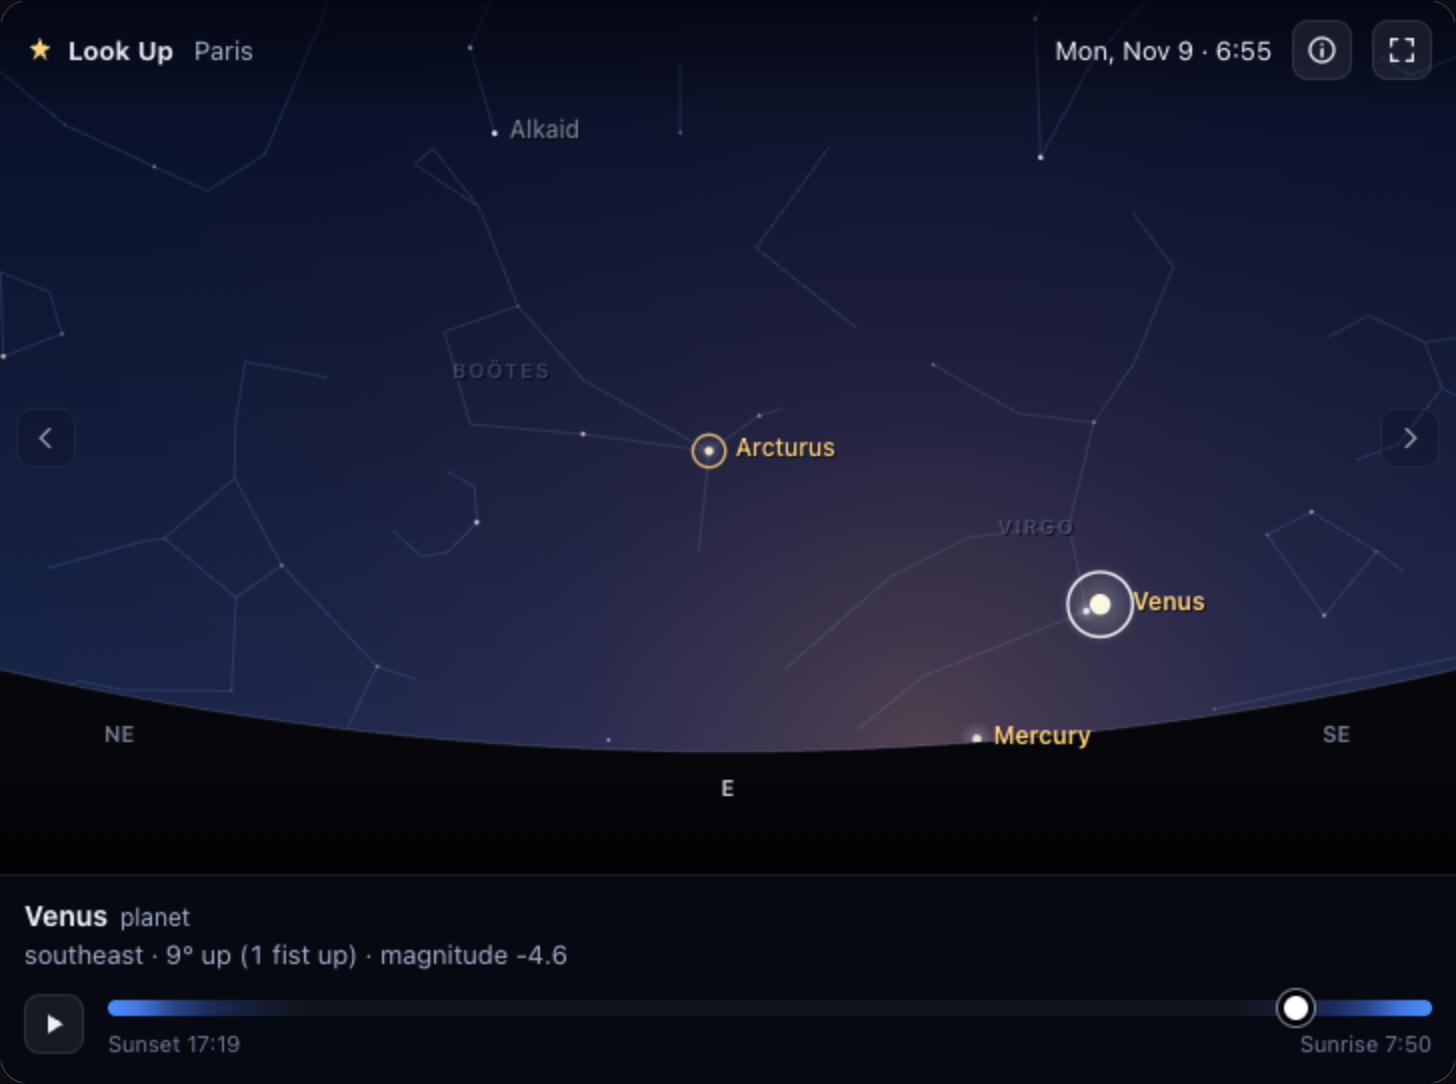 ★ Look Up Paris
Mon, Nov 9 · 6:55
Alkaid
BOÖTES
Arcturus
VIRGO
Venus
Mercury
NE
SE
E
Venus planet
southeast · 9° up (1 fist up) · magnitude -4.6
Sunset 17:19
Sunrise 7:50